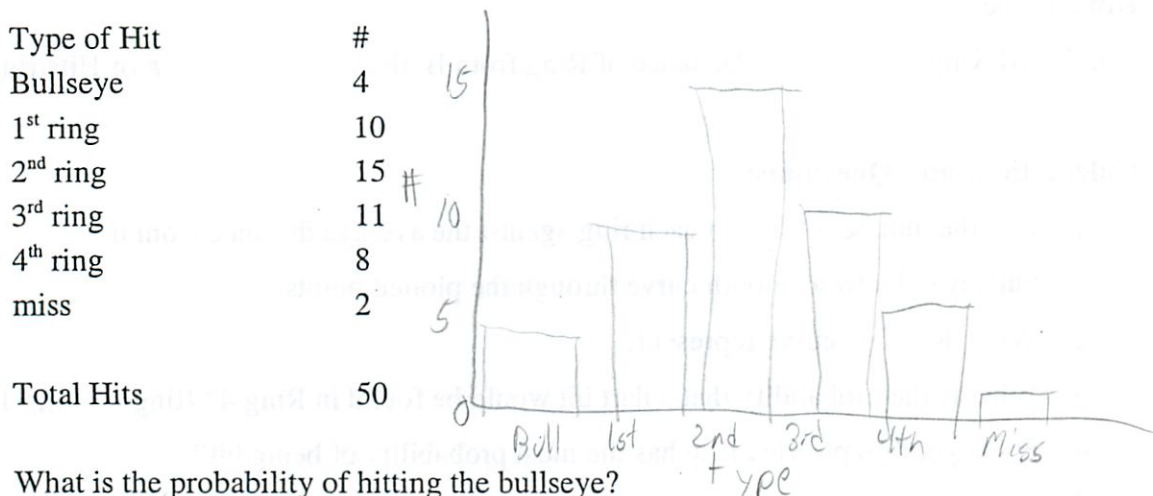 Type of Hit #
Bullseye 4
1st ring 10
2nd ring 15
3rd ring 11
4th ring 8
miss 2
Total Hits 50
15
#
10
5
0
Bull 1st 2nd 3rd 4th Miss
Type
What is the probability of hitting the bullseye?